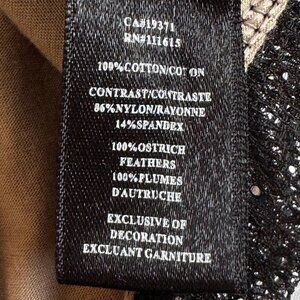 CA#19371
RN#111615
100%COTTON/COTON
CONTRAST/CONTRASTE
86%NYLON/RAYONNE
14%SPANDEX
100%OSTRICH
FEATHERS
100%PLUMES
D'AUTRUCHE
EXCLUSIVE OF
DECORATION
EXCLUANT GARNITURE